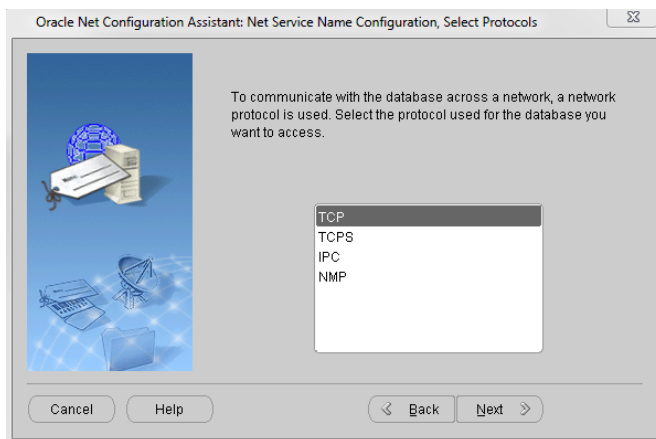 Oracle Net Configuration Assistant: Net Service Name Configuration, Select Protocols
To communicate with the database across a network, a network
protocol is used. Select the protocol used for the database you
want to access.
TCP
TCPS
IPC
NMP
Cancel Help Back Next